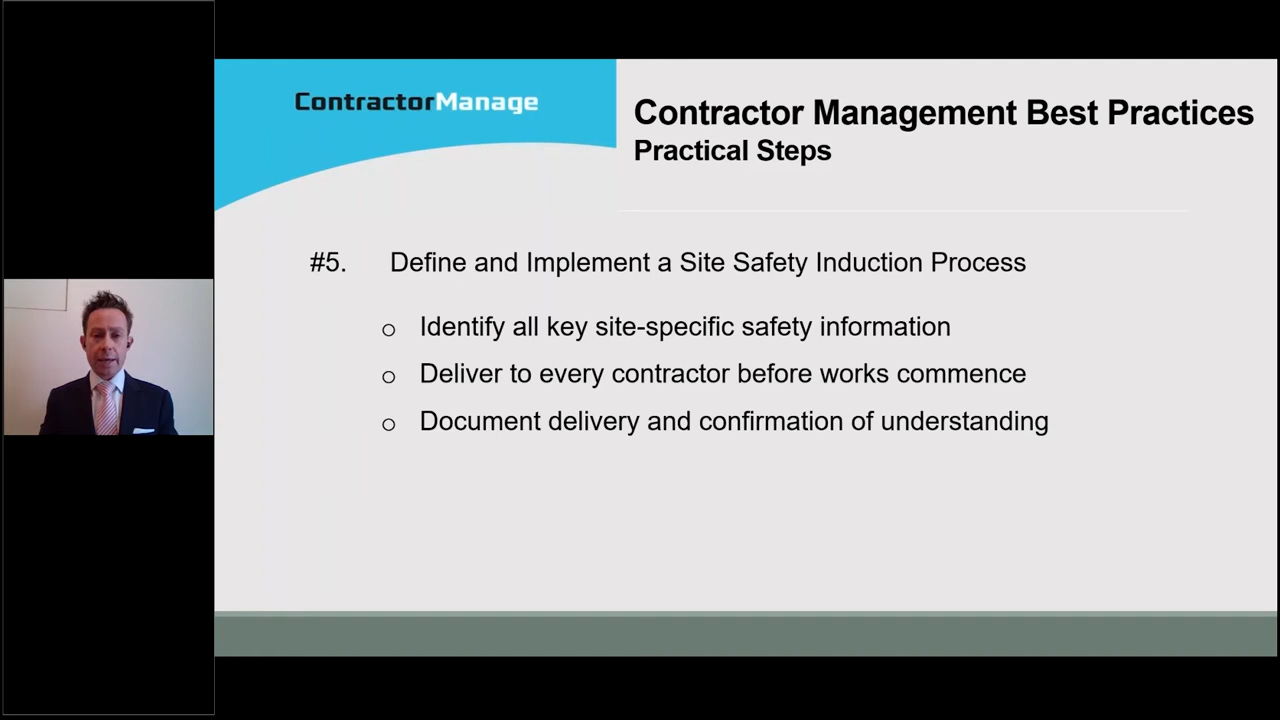 ContractorManage
Contractor Management Best Practices
Practical Steps
#5. Define and Implement a Site Safety Induction Process
o Identify all key site-specific safety information
o Deliver to every contractor before works commence
o Document delivery and confirmation of understanding